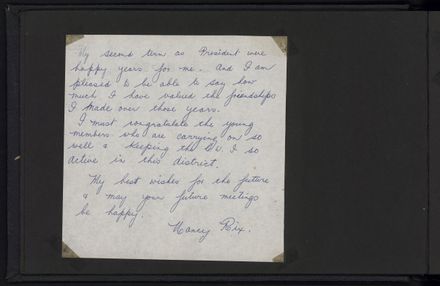 My second term as President were
happy years for me. And I am
pleased to be able to say how
much I have valued the friendships
I made over those years.
I must congratulate the young
members who are carrying on so
well & keeping the W. I so
active in this district.
My best wishes for the future
& may your future meetings
be happy.
Nancy Rix.